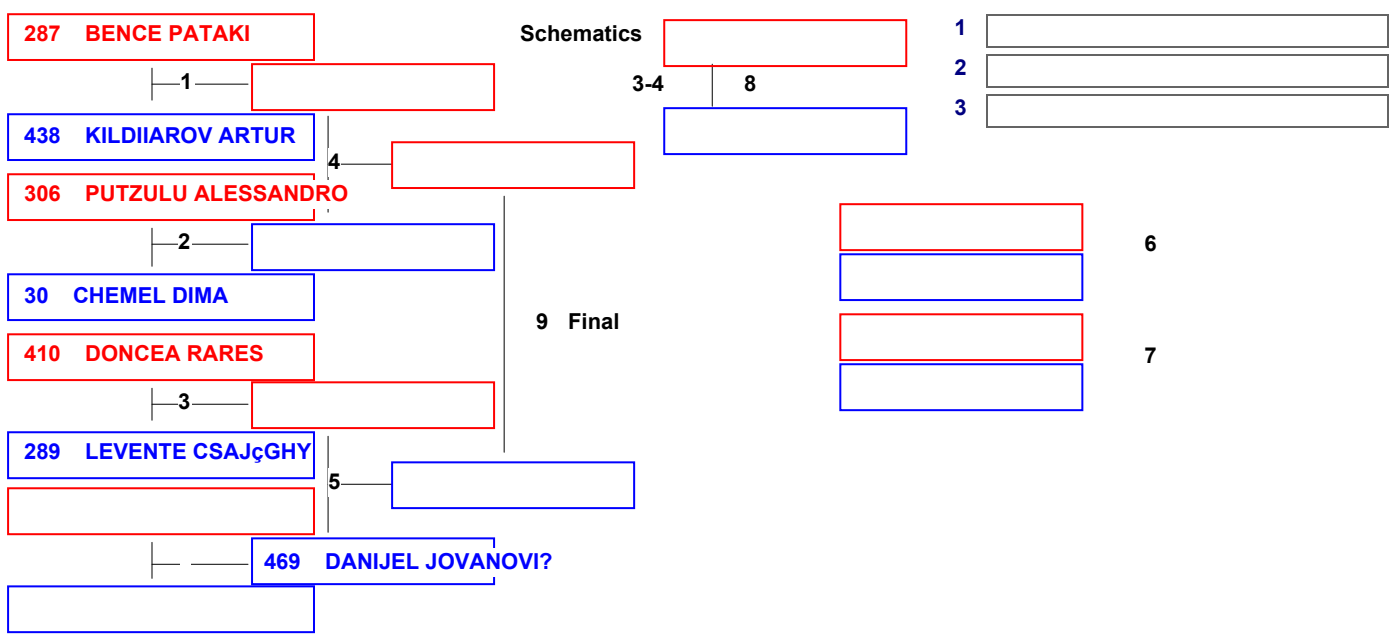 287 BENCE PATAKI
Schematics
1
1
3-4 8
2
3
438 KILDIIAROV ARTUR
4
306 PUTZULU ALESSANDRO
2
6
30 CHEMEL DIMA
9 Final
410 DONCEA RARES
7
3
289 LEVENTE CSAJçGHY
5
469 DANIJEL JOVANOVI?